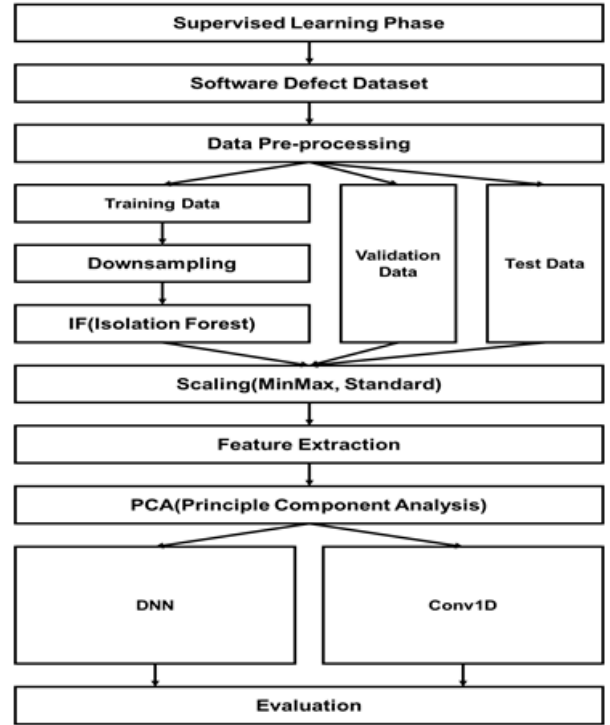 Supervised Learning Phase
Software Defect Dataset
Data Pre-processing
Training Data
Downsampling
IF(Isolation Forest)
Validation
Data
Test Data
Scaling(MinMax, Standard)
Feature Extraction
PCA(Principle Component Analysis)
DNN
Conv1D
Evaluation